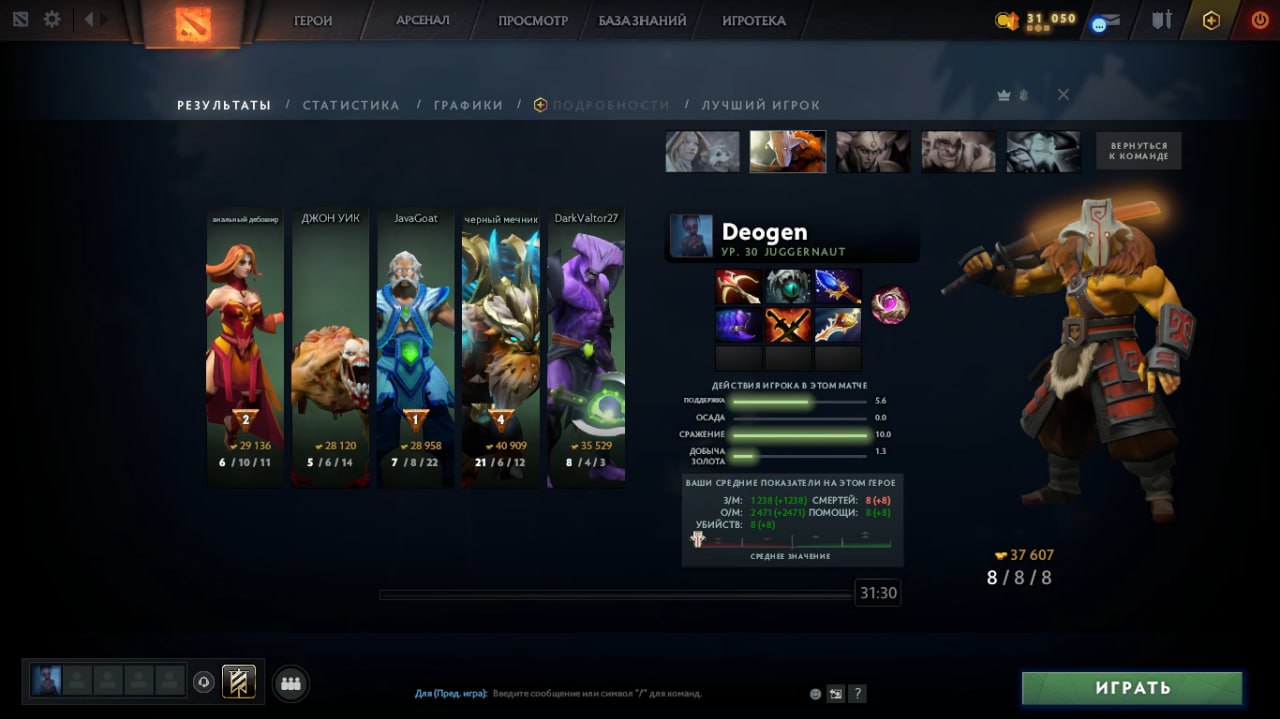 ГЕРОИ
АРСЕНАЛ
ПРОСМОТР
БАЗА ЗНАНИЙ
ИГРОТЕКА
31 050
РЕЗУЛЬТАТЫ / СТАТИСТИКА / ГРАФИКИ / ПОДРОБНОСТИ / ЛУЧШИЙ ИГРОК
ВЕРНУТЬСЯ
К КОМАНДЕ
анальный дебошир
ДЖОН УИК
JavaGoat
черный мечник
DarkValtor27
2
1
4
29 136
28 120
28 958
40 909
35 529
6 / 10 / 11
5 / 6 / 14
7 / 8 / 22
21 / 6 / 12
8 / 4 / 3
Deogen
УР. 30 JUGGERNAUT
ДЕЙСТВИЯ ИГРОКА В ЭТОМ МАТЧЕ
ПОДДЕРЖКА 5.6
ОСАДА 0.0
СРАЖЕНИЕ 10.0
ДОБЫЧА
ЗОЛОТА 1.3
ВАШИ СРЕДНИЕ ПОКАЗАТЕЛИ НА ЭТОМ ГЕРОЕ
З/М: 1 238 (+1238) СМЕРТЕЙ: 8 (+8)
О/М: 2 471 (+2471) ПОМОЩИ: 8 (+8)
УБИЙСТВ: 8 (+8)
СРЕДНЕЕ ЗНАЧЕНИЕ
37 607
8 / 8 / 8
31:30
Для (Пред. игра): Введите сообщение или символ "/" для команд.
?
ИГРАТЬ